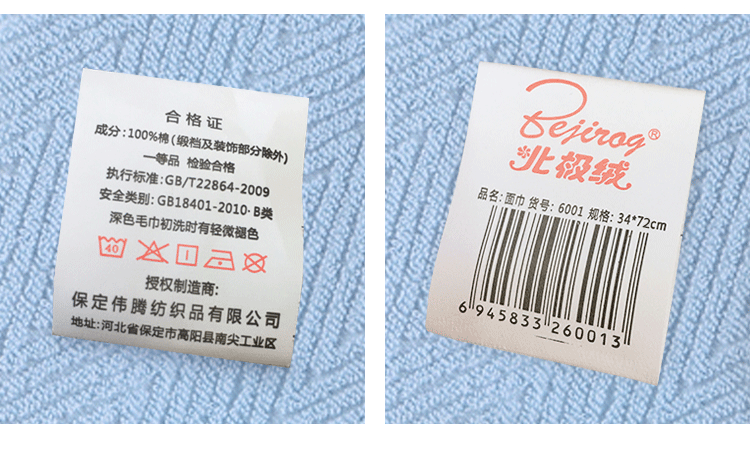 合格证
成分:100%棉(缎档及装饰部分除外)
一等品 检验合格
执行标准:GB/T22864-2009
安全类别:GB18401-2010·B类
深色毛巾初洗时有轻微褪色
40
授权制造商:
保定伟腾纺织品有限公司
地址:河北省保定市高阳县南尖工业区
Bejirog®
北极绒
品名:面巾 货号:6001 规格:34*72cm
6 945833 260013